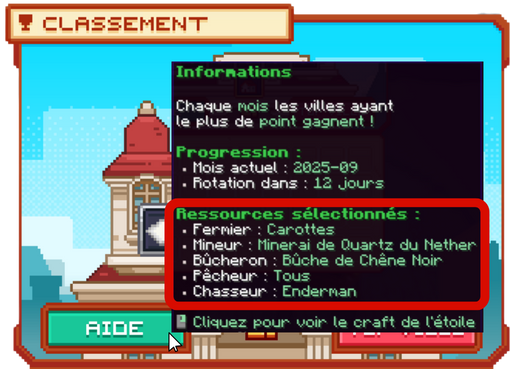 CLASSEMENT
Informations
Chaque mois les villes ayant
le plus de point gagnent !
Progression :
• Mois actuel : 2025-09
• Rotation dans : 12 jours
Ressources sélectionnés :
• Fermier : Carottes
• Mineur : Minerai de Quartz du Nether
• Bûcheron : Bûche de Chêne Noir
• Pêcheur : Tous
• Chasseur : Enderman
Cliquez pour voir le craft de l'étoile
AIDE